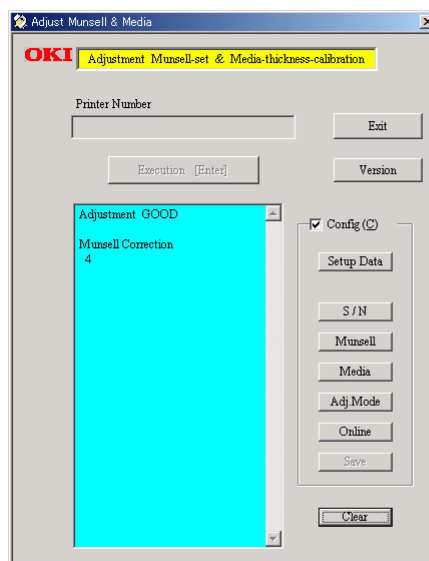 Adjust Munsell & Media
OKI
Adjustment Munsell-set & Media-thickness-calibration
Printer Number
Exit
Execution [Enter]
Version
Adjustment GOOD
Munsell Correction
4
Config (C)
Setup Data
S / N
Munsell
Media
Adj.Mode
Online
Save
Clear